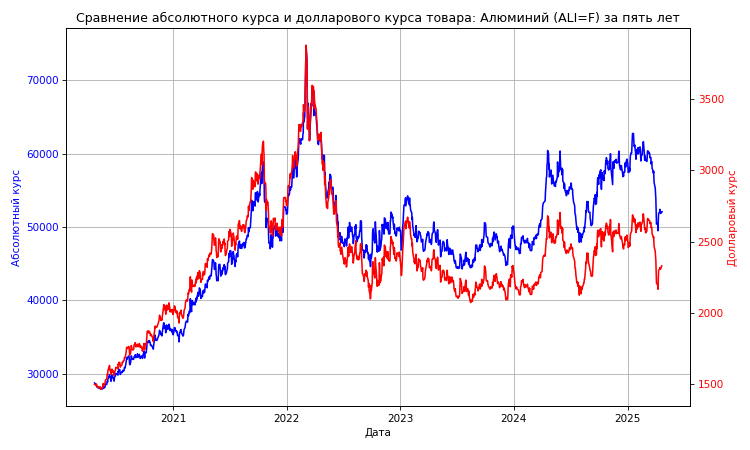 Сравнение абсолютного курса и долларового курса товара: Алюминий (ALI=F) за пять лет
Абсолютный курс
70000
60000
50000
40000
30000
3500
3000
2500
2000
1500
Долларовый курс
2021 2022 2023 2024 2025
Дата